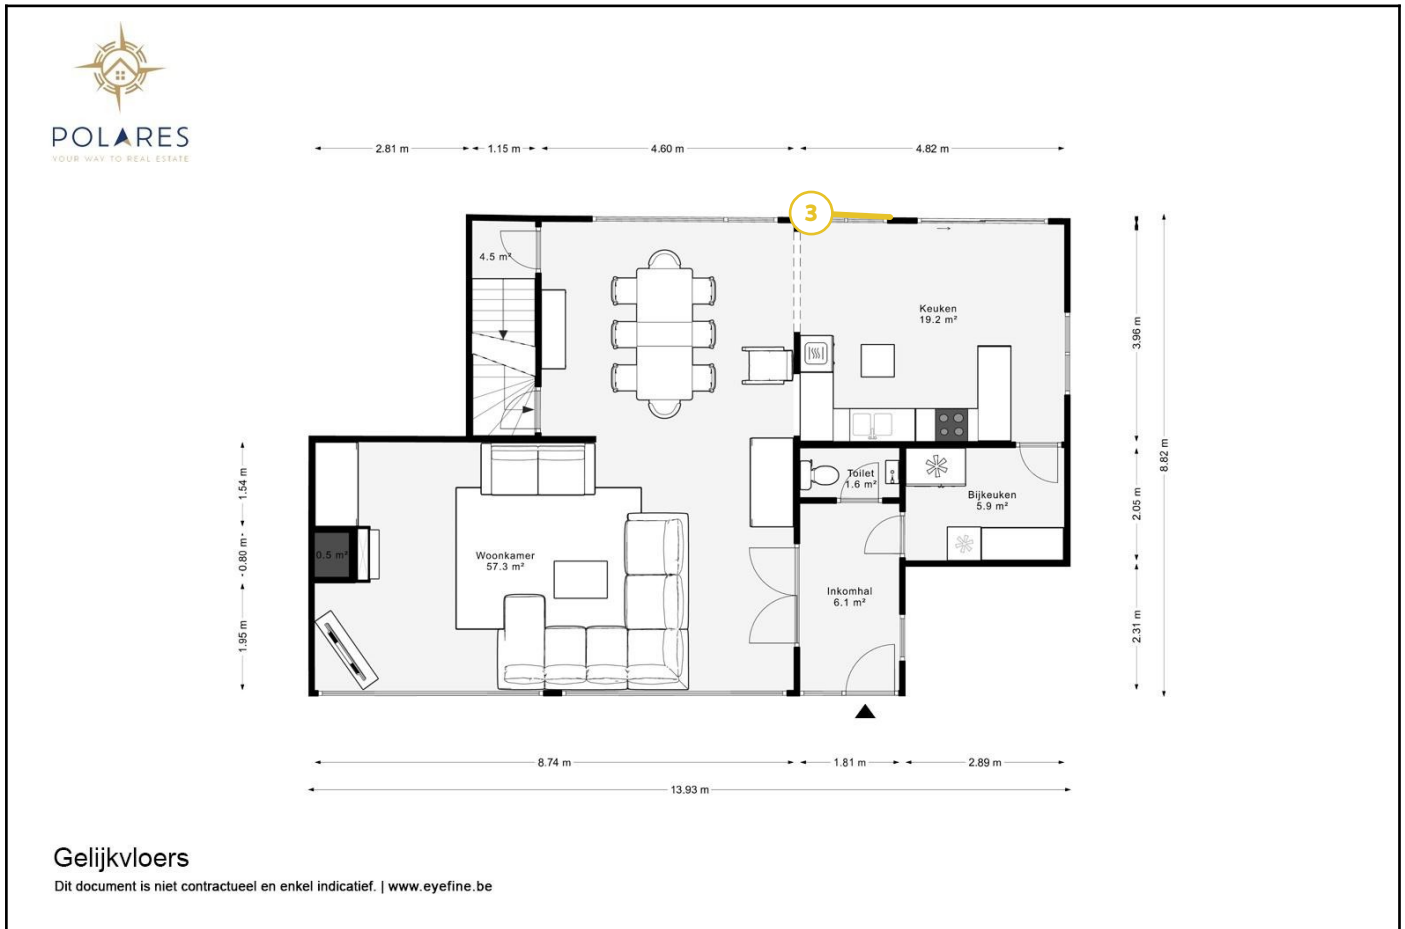 POLARES
YOUR WAY TO REAL ESTATE
2.81 m
1.15 m
4.60 m
4.82 m
3
4.5 m²
Keuken
19.2 m²
3.96 m
8.82 m
1.54 m
Toilet
1.6 m²
Bijkeuken
5.9 m²
2.05 m
0.80 m
0.5 m²
Woonkamer
57.3 m²
Inkomhal
6.1 m²
1.95 m
2.31 m
8.74 m
1.81 m
2.89 m
13.93 m
Gelijkvloers
Dit document is niet contractueel en enkel indicatief. | www.eyefine.be